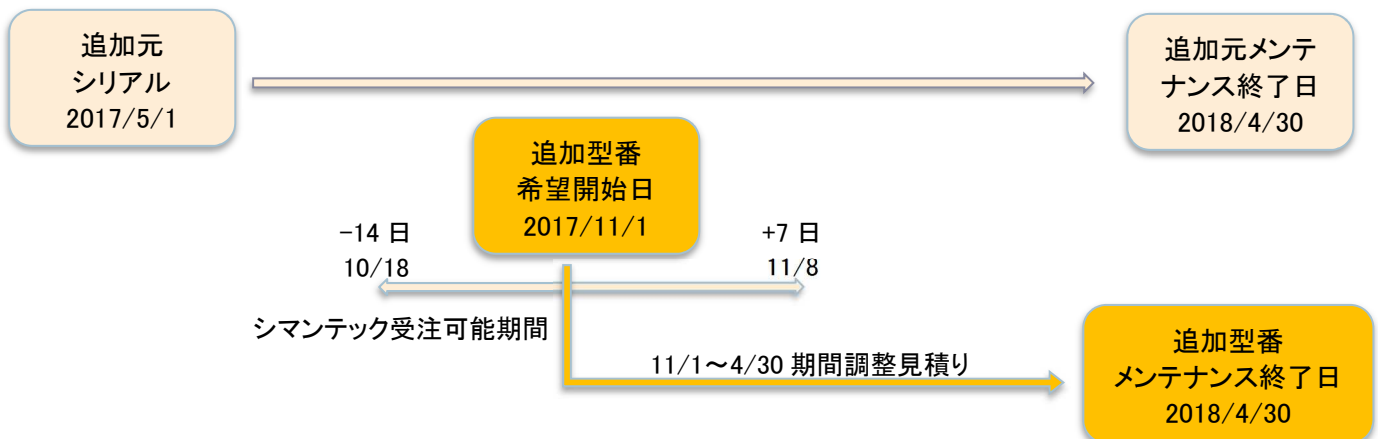 追加元
シリアル
2017/5/1
追加元メンテ
ナンス終了日
2018/4/30
追加型番
希望開始日
2017/11/1
-14 日
10/18
+7 日
11/8
シマンテック受注可能期間
11/1～4/30 期間調整見積り
追加型番
メンテナンス終了日
2018/4/30